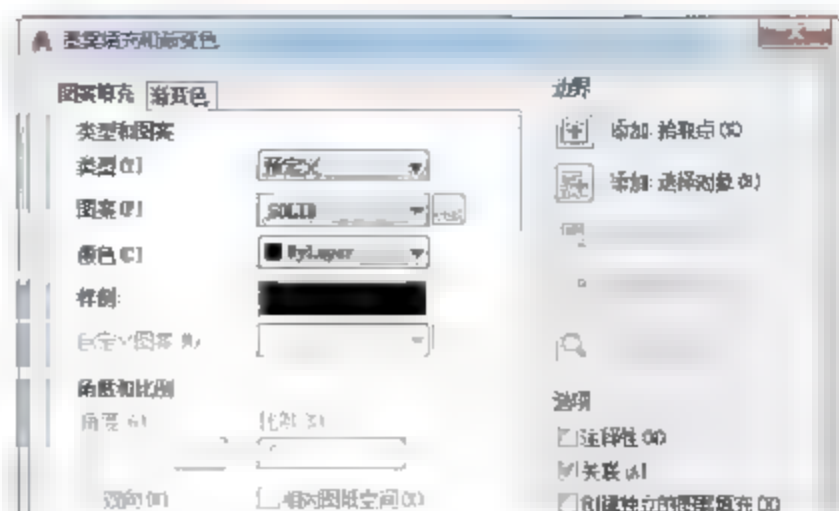 图案填充和渐变色
图案填充 渐变色
类型和图案
类型(Y)
预定义
图案(P)
SOLID
颜色(C)
ByLayer
样例:
自定义图案
角度和比例
角度
比例(S)
双向(U)
相对图纸空间
边界
添加:拾取点(K)
添加:选择对象(B)
选项
注释性(N)
关联(A)
创建独立的图案填充(H)